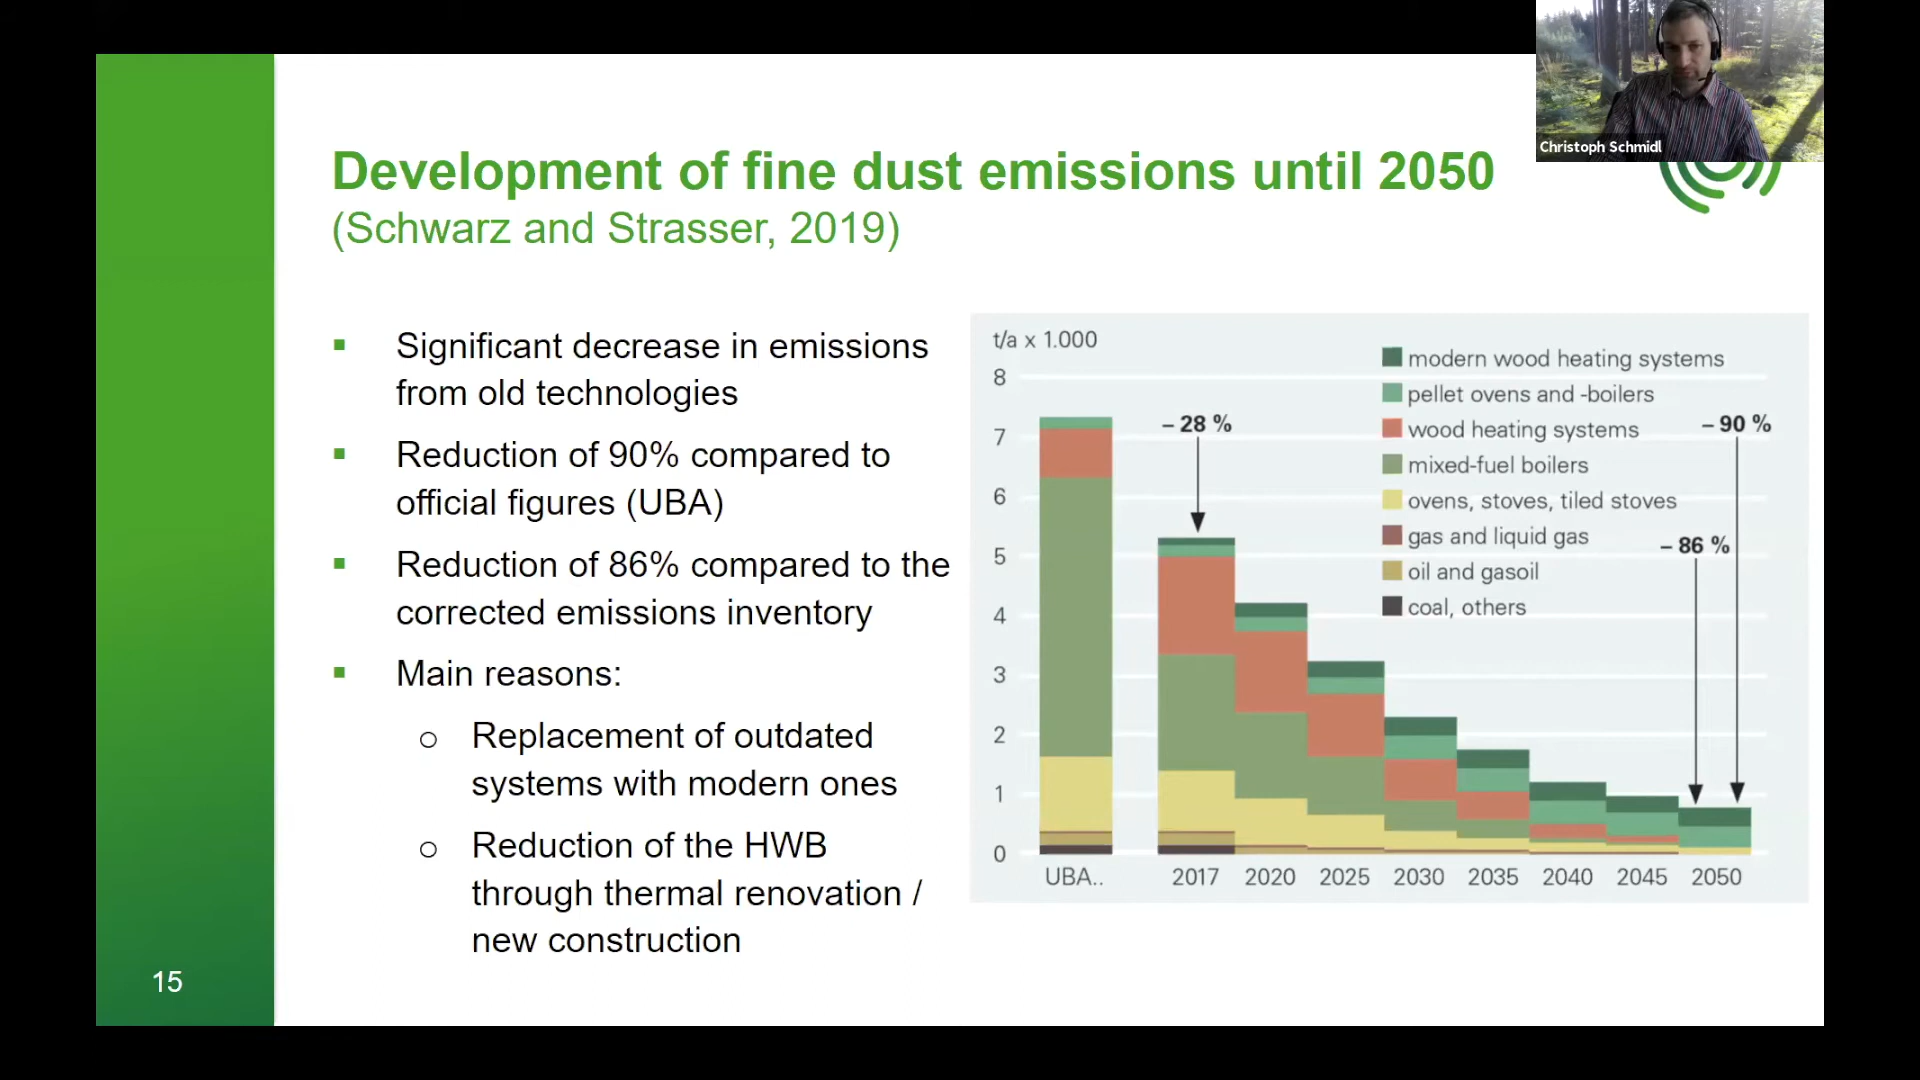 Christoph Schmidl
Development of fine dust emissions until 2050
(Schwarz and Strasser, 2019)
▪ Significant decrease in emissions
from old technologies
▪ Reduction of 90% compared to
official figures (UBA)
▪ Reduction of 86% compared to the
corrected emissions inventory
▪ Main reasons:
o Replacement of outdated
systems with modern ones
o Reduction of the HWB
through thermal renovation /
new construction
15
t/a x 1.000
8
7
6
5
4
3
2
1
0
– 28 %
– 90 %
– 86 %
modern wood heating systems
pellet ovens and -boilers
wood heating systems
mixed-fuel boilers
ovens, stoves, tiled stoves
gas and liquid gas
oil and gasoil
coal, others
UBA.. 2017 2020 2025 2030 2035 2040 2045 2050